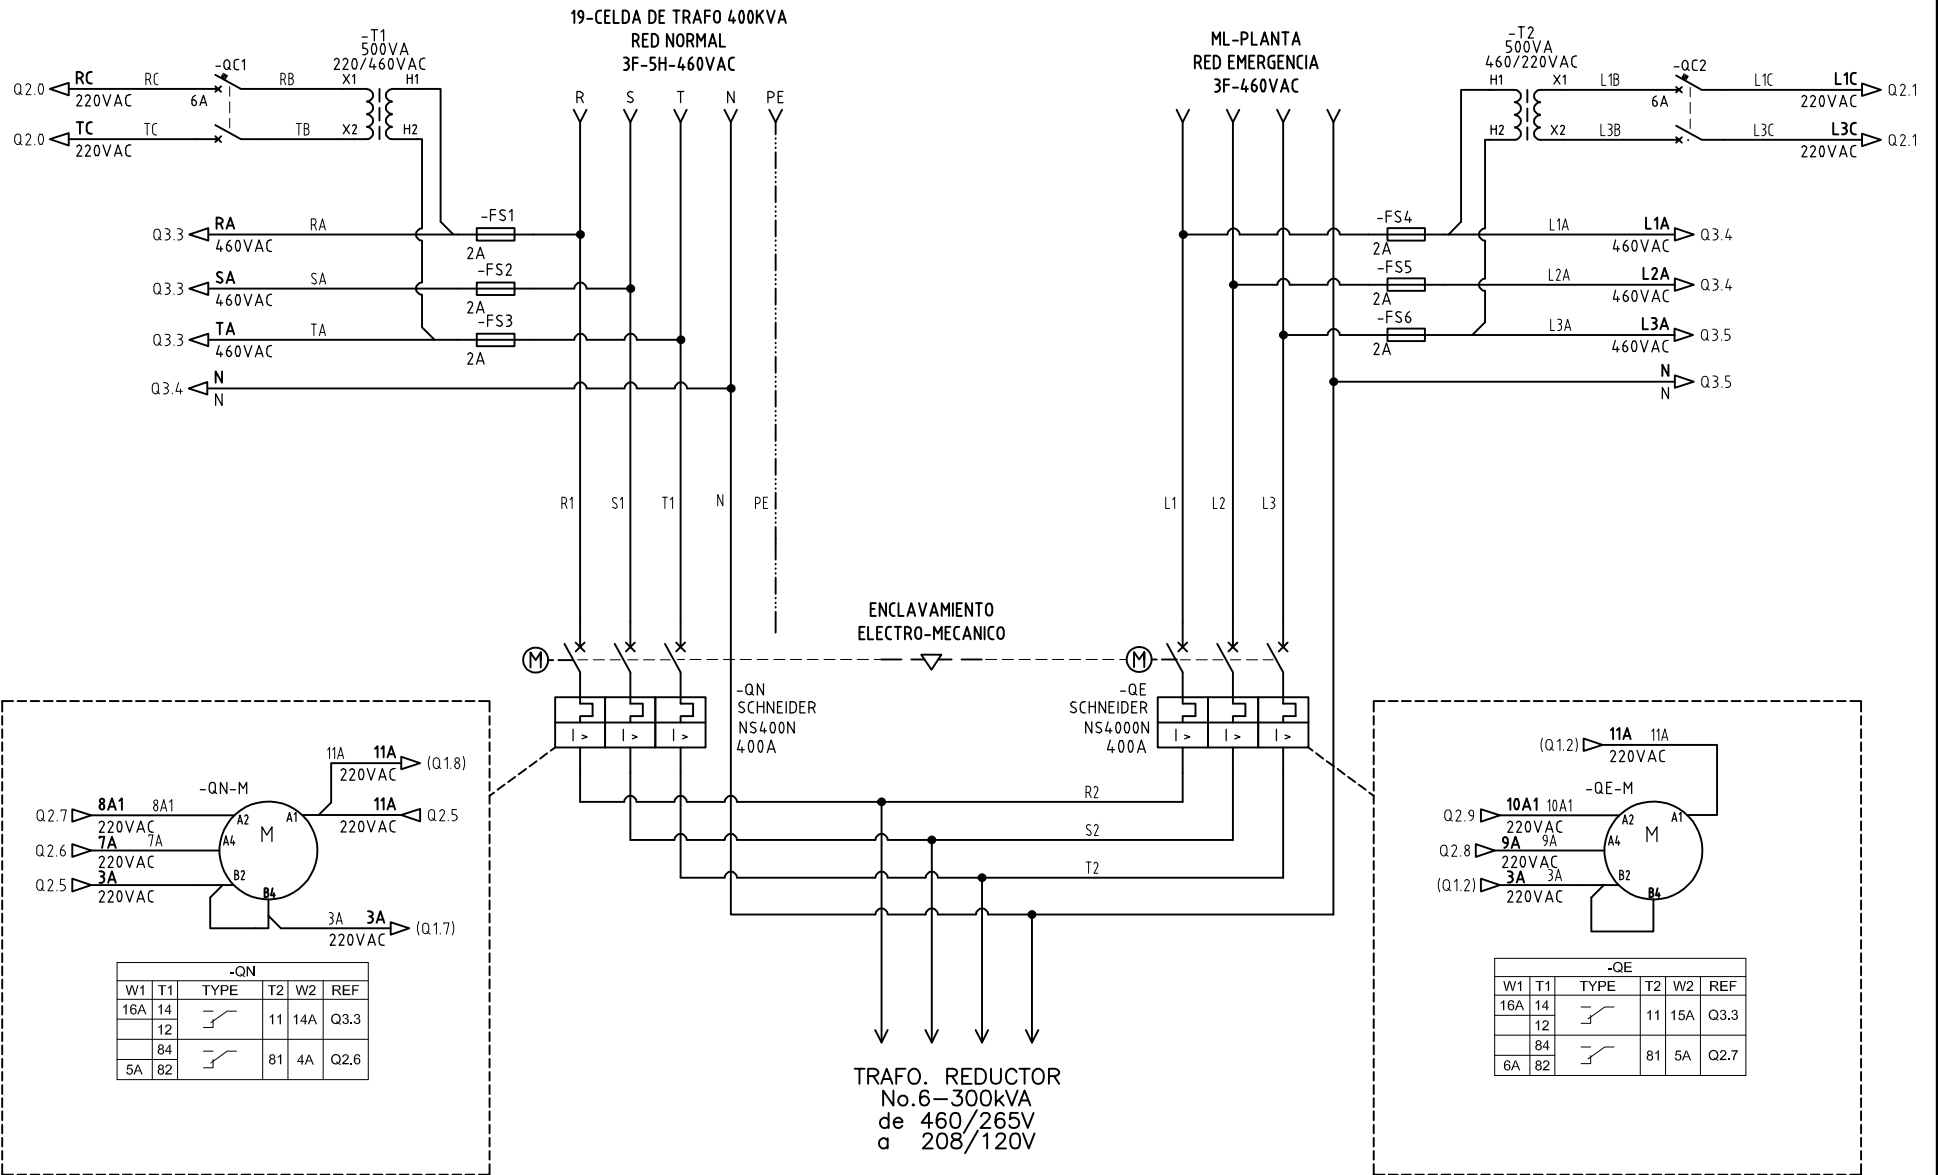 19-CELDA DE TRAFO 400KVA
RED NORMAL
3F-5H-460VAC
R S T N PE
ML-PLANTA
RED EMERGENCIA
3F-460VAC
-T1
500VA
220/460VAC
X1 H1
X2 H2
-QC1
6A
Q2.0 RC RC RB
220VAC
Q2.0 TC TC TB
220VAC
-T2
500VA
460/220VAC
H1 X1
H2 X2
-QC2
6A
L1B L1C L1C Q2.1
220VAC
L3B L3C L3C Q2.1
220VAC
Q3.3 RA RA -FS1
460VAC 2A
Q3.3 SA SA -FS2
460VAC 2A
Q3.3 TA TA -FS3
460VAC 2A
Q3.4 N
N
-FS4 L1A L1A Q3.4
2A 460VAC
-FS5 L2A L2A Q3.4
2A 460VAC
-FS6 L3A L3A Q3.5
2A 460VAC
N Q3.5
N
R1 S1 T1 N PE
L1 L2 L3
ENCLAVAMIENTO
ELECTRO-MECANICO
M M
-QN
SCHNEIDER
NS400N
400A
I > I > I >
-QE
SCHNEIDER
NS4000N
400A
I > I > I >
R2
S2
T2
11A 11A (Q1.8)
220VAC
-QN-M
Q2.7 8A1 8A1 A2 A1 11A Q2.5
220VAC 220VAC
M
Q2.6 7A 7A A4
220VAC
Q2.5 3A B2
220VAC
B4
3A 3A (Q1.7)
220VAC
(Q1.2) 11A 11A
220VAC
-QE-M
Q2.9 10A1 10A1 A2 A1
220VAC
M
Q2.8 9A 9A A4
220VAC
(Q1.2) 3A 3A B2
220VAC
B4
-QN
W1 T1 TYPE T2 W2 REF
16A 14 11 14A Q3.3
12
84 81 4A Q2.6
5A 82
-QE
W1 T1 TYPE T2 W2 REF
16A 14 11 15A Q3.3
12
84 81 5A Q2.7
6A 82
TRAFO. REDUCTOR
No.6-300kVA
de 460/265V
a 208/120V